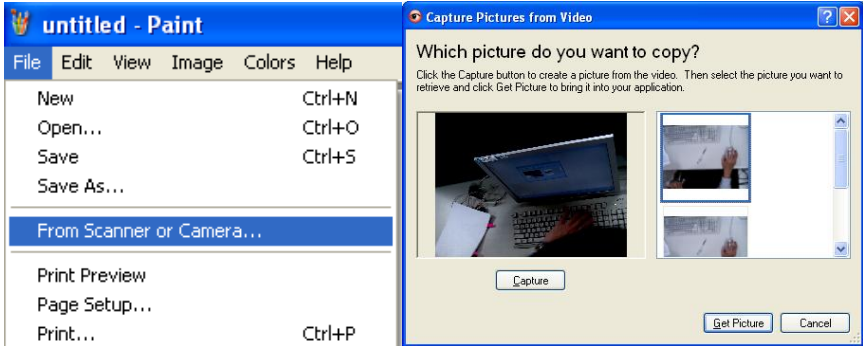 untitled - Paint
File Edit View Image Colors Help
New Ctrl+N
Open... Ctrl+O
Save Ctrl+S
Save As...
From Scanner or Camera...
Print Preview
Page Setup...
Print... Ctrl+P
Capture Pictures from Video
Which picture do you want to copy?
Click the Capture button to create a picture from the video. Then select the picture you want to
retrieve and click Get Picture to bring it into your application.
Capture
Get Picture Cancel